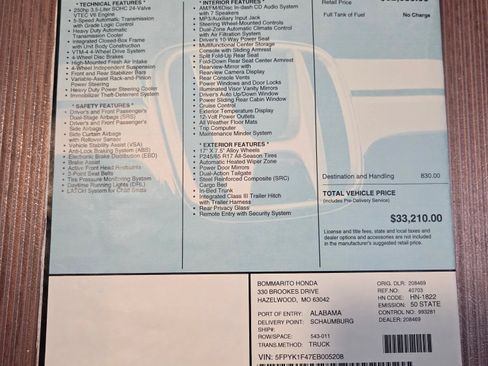 * TECHNICAL FEATURES *
• 250hp 3.5-Liter SOHC 24-Valve
VTEC V6 Engine
• 5-Speed Automatic Transmission
with Grade Logic Control
• Heavy Duty Automatic
Transmission Cooler
• Integrated Closed-Box Frame
with Unit Body Construction
• VTM-4 4-Wheel Drive System
• 4-Wheel Disc Brakes
• High Mounted Fresh Air Intake
• 4-Wheel Independent Suspension
• Front and Rear Stabilizer Bars
• Variable-Assist Rack-and-Pinion
Power Steering
• Heavy Duty Power Steering Cooler
• Immobilizer Theft-Deterrent System
* SAFETY FEATURES *
• Driver's and Front Passenger's
Dual-Stage Airbags (SRS)
• Driver's and Front Passenger's
Side Airbags
• Side Curtain Airbags
with Rollover Sensor
• Vehicle Stability Assist (VSA)
• Anti-Lock Braking System (ABS)
• Electronic Brake Distribution (EBD)
• Brake Assist
• Active Front Head Restraints
• 3-Point Seat Belts
• Tire Pressure Monitoring System
• Daytime Running Lights (DRL)
• LATCH System for Child Seats
* INTERIOR FEATURES *
• AM/FM/6Disc In-dash CD Audio System
with 7 Speakers
• MP3/Auxiliary Input Jack
• Steering Wheel-Mounted Controls
• Dual-Zone Automatic Climate Control
with Air Filtration System
• Driver's 10-Way Power Seat
• Multifunctional Center Storage
Console with Sliding Armrest
• Split Fold-Up Rear Seat
• Fold-Down Rear Seat Center Armrest
• Rearview-Mirror with
Rearview Camera Display
• Rear Console Vents
• Power Windows and Door Locks
• Illuminated Visor Vanity Mirrors
• Driver's Auto Up/Down Window
• Power Sliding Rear Cabin Window
• Cruise Control
• Exterior Temperature Display
• 12-Volt Power Outlets
• All Weather Floor Mats
• Trip Computer
• Maintenance Minder System
* EXTERIOR FEATURES *
• 17" X 7.5" Alloy Wheels
• P245/65 R17 All-Season Tires
• Automatic Heated Wiper Zone
• Power Door Mirrors
• Dual-Action Tailgate
• Steel Reinforced Composite (SRC)
Cargo Bed
• In-Bed Trunk
• Integrated Class III Trailer Hitch
with Trailer Harness
• Rear Privacy Glass
• Remote Entry with Security System
Retail Price
Full Tank of Fuel No Charge
Destination and Handling 830.00
TOTAL VEHICLE PRICE
(Includes Pre-Delivery Service)
$33,210.00
License and title fees, state and local taxes and
dealer options and accessories are not included
in the manufacturer's suggested retail price.
BOMMARITO HONDA
330 BROOKES DRIVE
HAZELWOOD, MO 63042
ORIG. DLR: 208469
REF.NO: 40703
HN CODE: HN-1822
EMISSION: 50 STATE
CONTROL NO: 993281
DEALER: 208469
PORT OF ENTRY: ALABAMA
DELIVERY POINT: SCHAUMBURG
SHIP#:
ROW/SPACE: 543-011
TRANS.METHOD: TRUCK
VIN: 5FPYK1F47EB005208